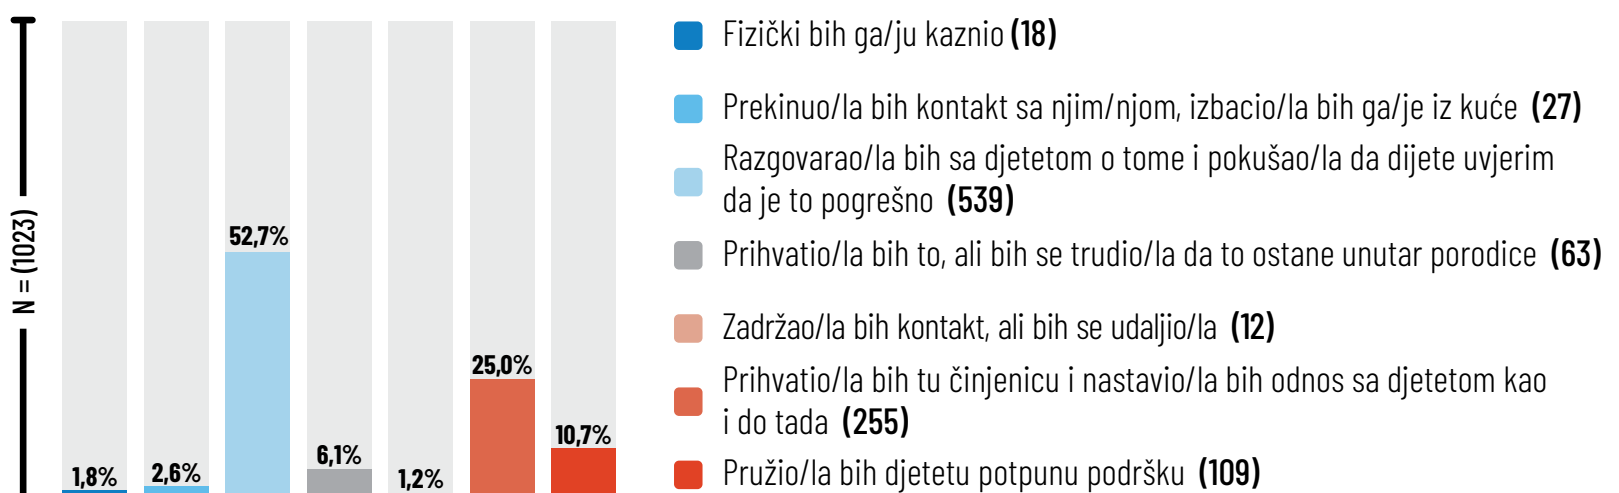 N = (1023)
1,8%
2,6%
52,7%
6,1%
1,2%
25,0%
10,7%
Fizički bih ga/ju kaznio (18)
Prekinuo/la bih kontakt sa njim/njom, izbacio/la bih ga/je iz kuće (27)
Razgovarao/la bih sa djetetom o tome i pokušao/la da dijete uvjerim
da je to pogrešno (539)
Prihvatio/la bih to, ali bih se trudio/la da to ostane unutar porodice (63)
Zadržao/la bih kontakt, ali bih se udaljio/la (12)
Prihvatio/la bih tu činjenicu i nastavio/la bih odnos sa djetetom kao
i do tada (255)
Pružio/la bih djetetu potpunu podršku (109)